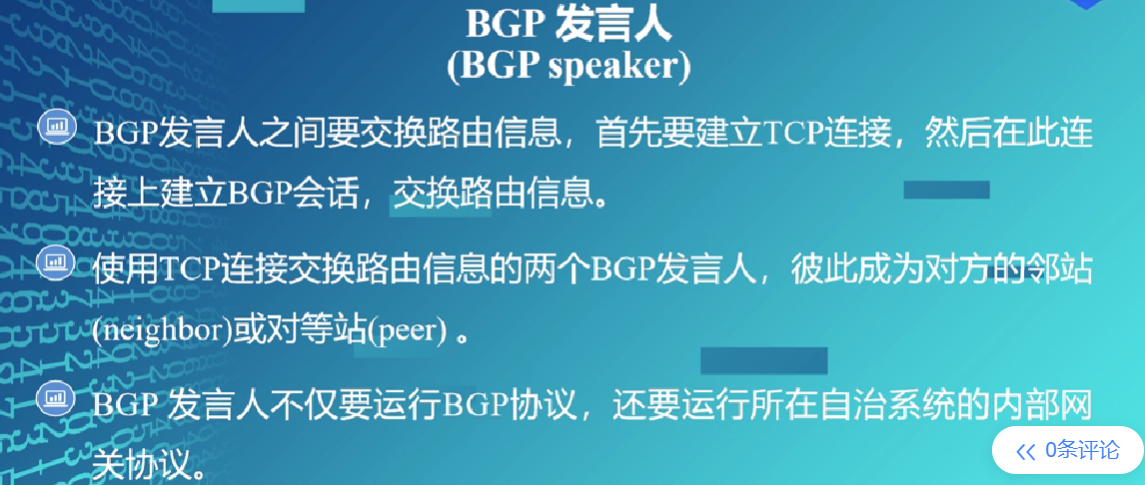 BGP 发言人
(BGP speaker)
BGP发言人之间要交换路由信息，首先要建立TCP连接，然后在此连
接上建立BGP会话，交换路由信息。
使用TCP连接交换路由信息的两个BGP发言人，彼此成为对方的邻站
(neighbor)或对等站(peer) 。
BGP 发言人不仅要运行BGP协议，还要运行所在自治系统的内部网
关协议。
0条评论